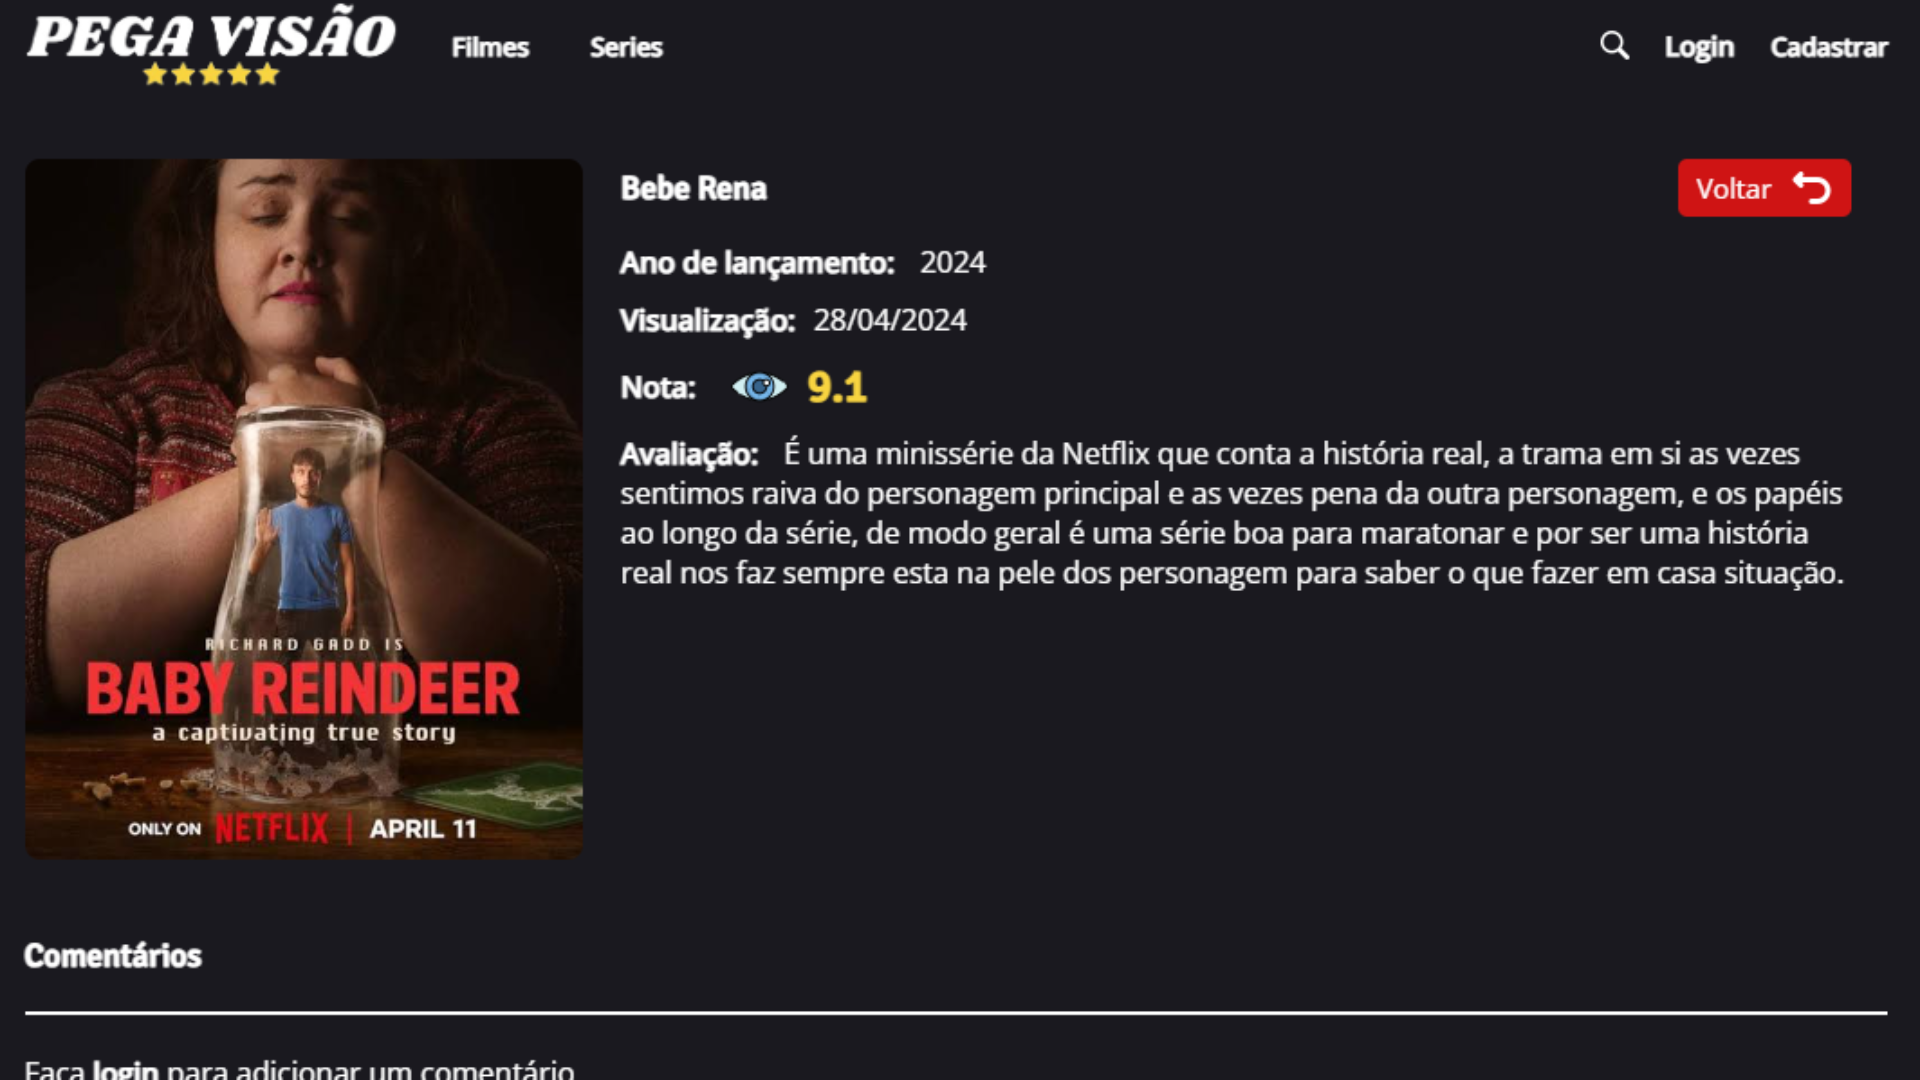 PEGA VISÃO
Filmes
Series
Login
Cadastrar
Bebe Rena
Voltar
Ano de lançamento: 2024
Visualização: 28/04/2024
Nota: 9.1
Avaliação: É uma minissérie da Netflix que conta a história real, a trama em si as vezes
sentimos raiva do personagem principal e as vezes pena da outra personagem, e os papéis
ao longo da série, de modo geral é uma série boa para maratonar e por ser uma história
real nos faz sempre esta na pele dos personagem para saber o que fazer em casa situação.
RICHARD GADD IS
BABY REINDEER
a captivating true story
ONLY ON NETFLIX | APRIL 11
Comentários
Faça login para adicionar um comentário